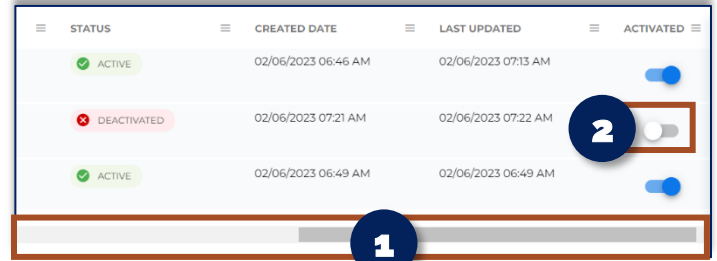 STATUS CREATED DATE LAST UPDATED ACTIVATED
ACTIVE 02/06/2023 06:46 AM 02/06/2023 07:13 AM
DEACTIVATED 02/06/2023 07:21 AM 02/06/2023 07:22 AM 2
ACTIVE 02/06/2023 06:49 AM 02/06/2023 06:49 AM
1